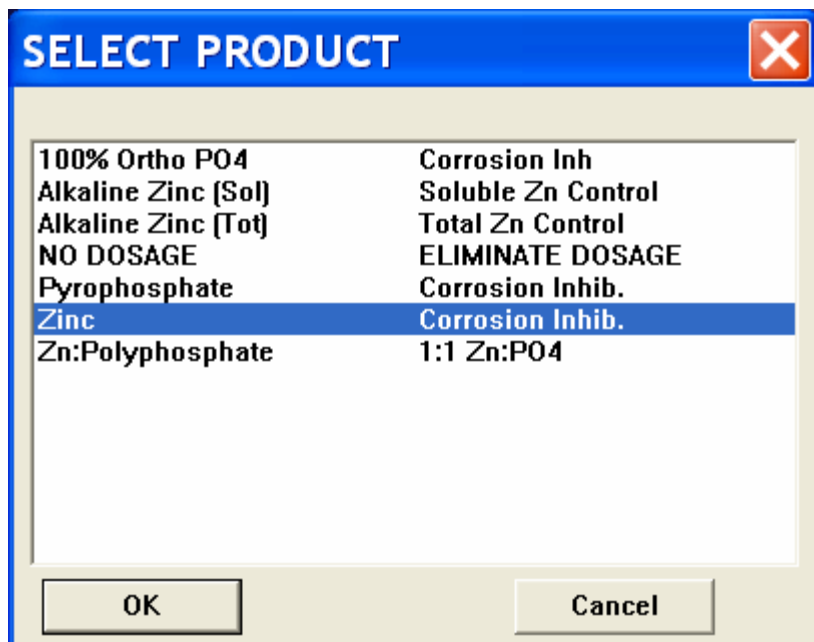 SELECT PRODUCT
100% Ortho PO4 Corrosion Inh
Alkaline Zinc (Sol) Soluble Zn Control
Alkaline Zinc (Tot) Total Zn Control
NO DOSAGE ELIMINATE DOSAGE
Pyrophosphate Corrosion Inhib.
Zinc Corrosion Inhib.
Zn:Polyphosphate 1:1 Zn:PO4
OK Cancel